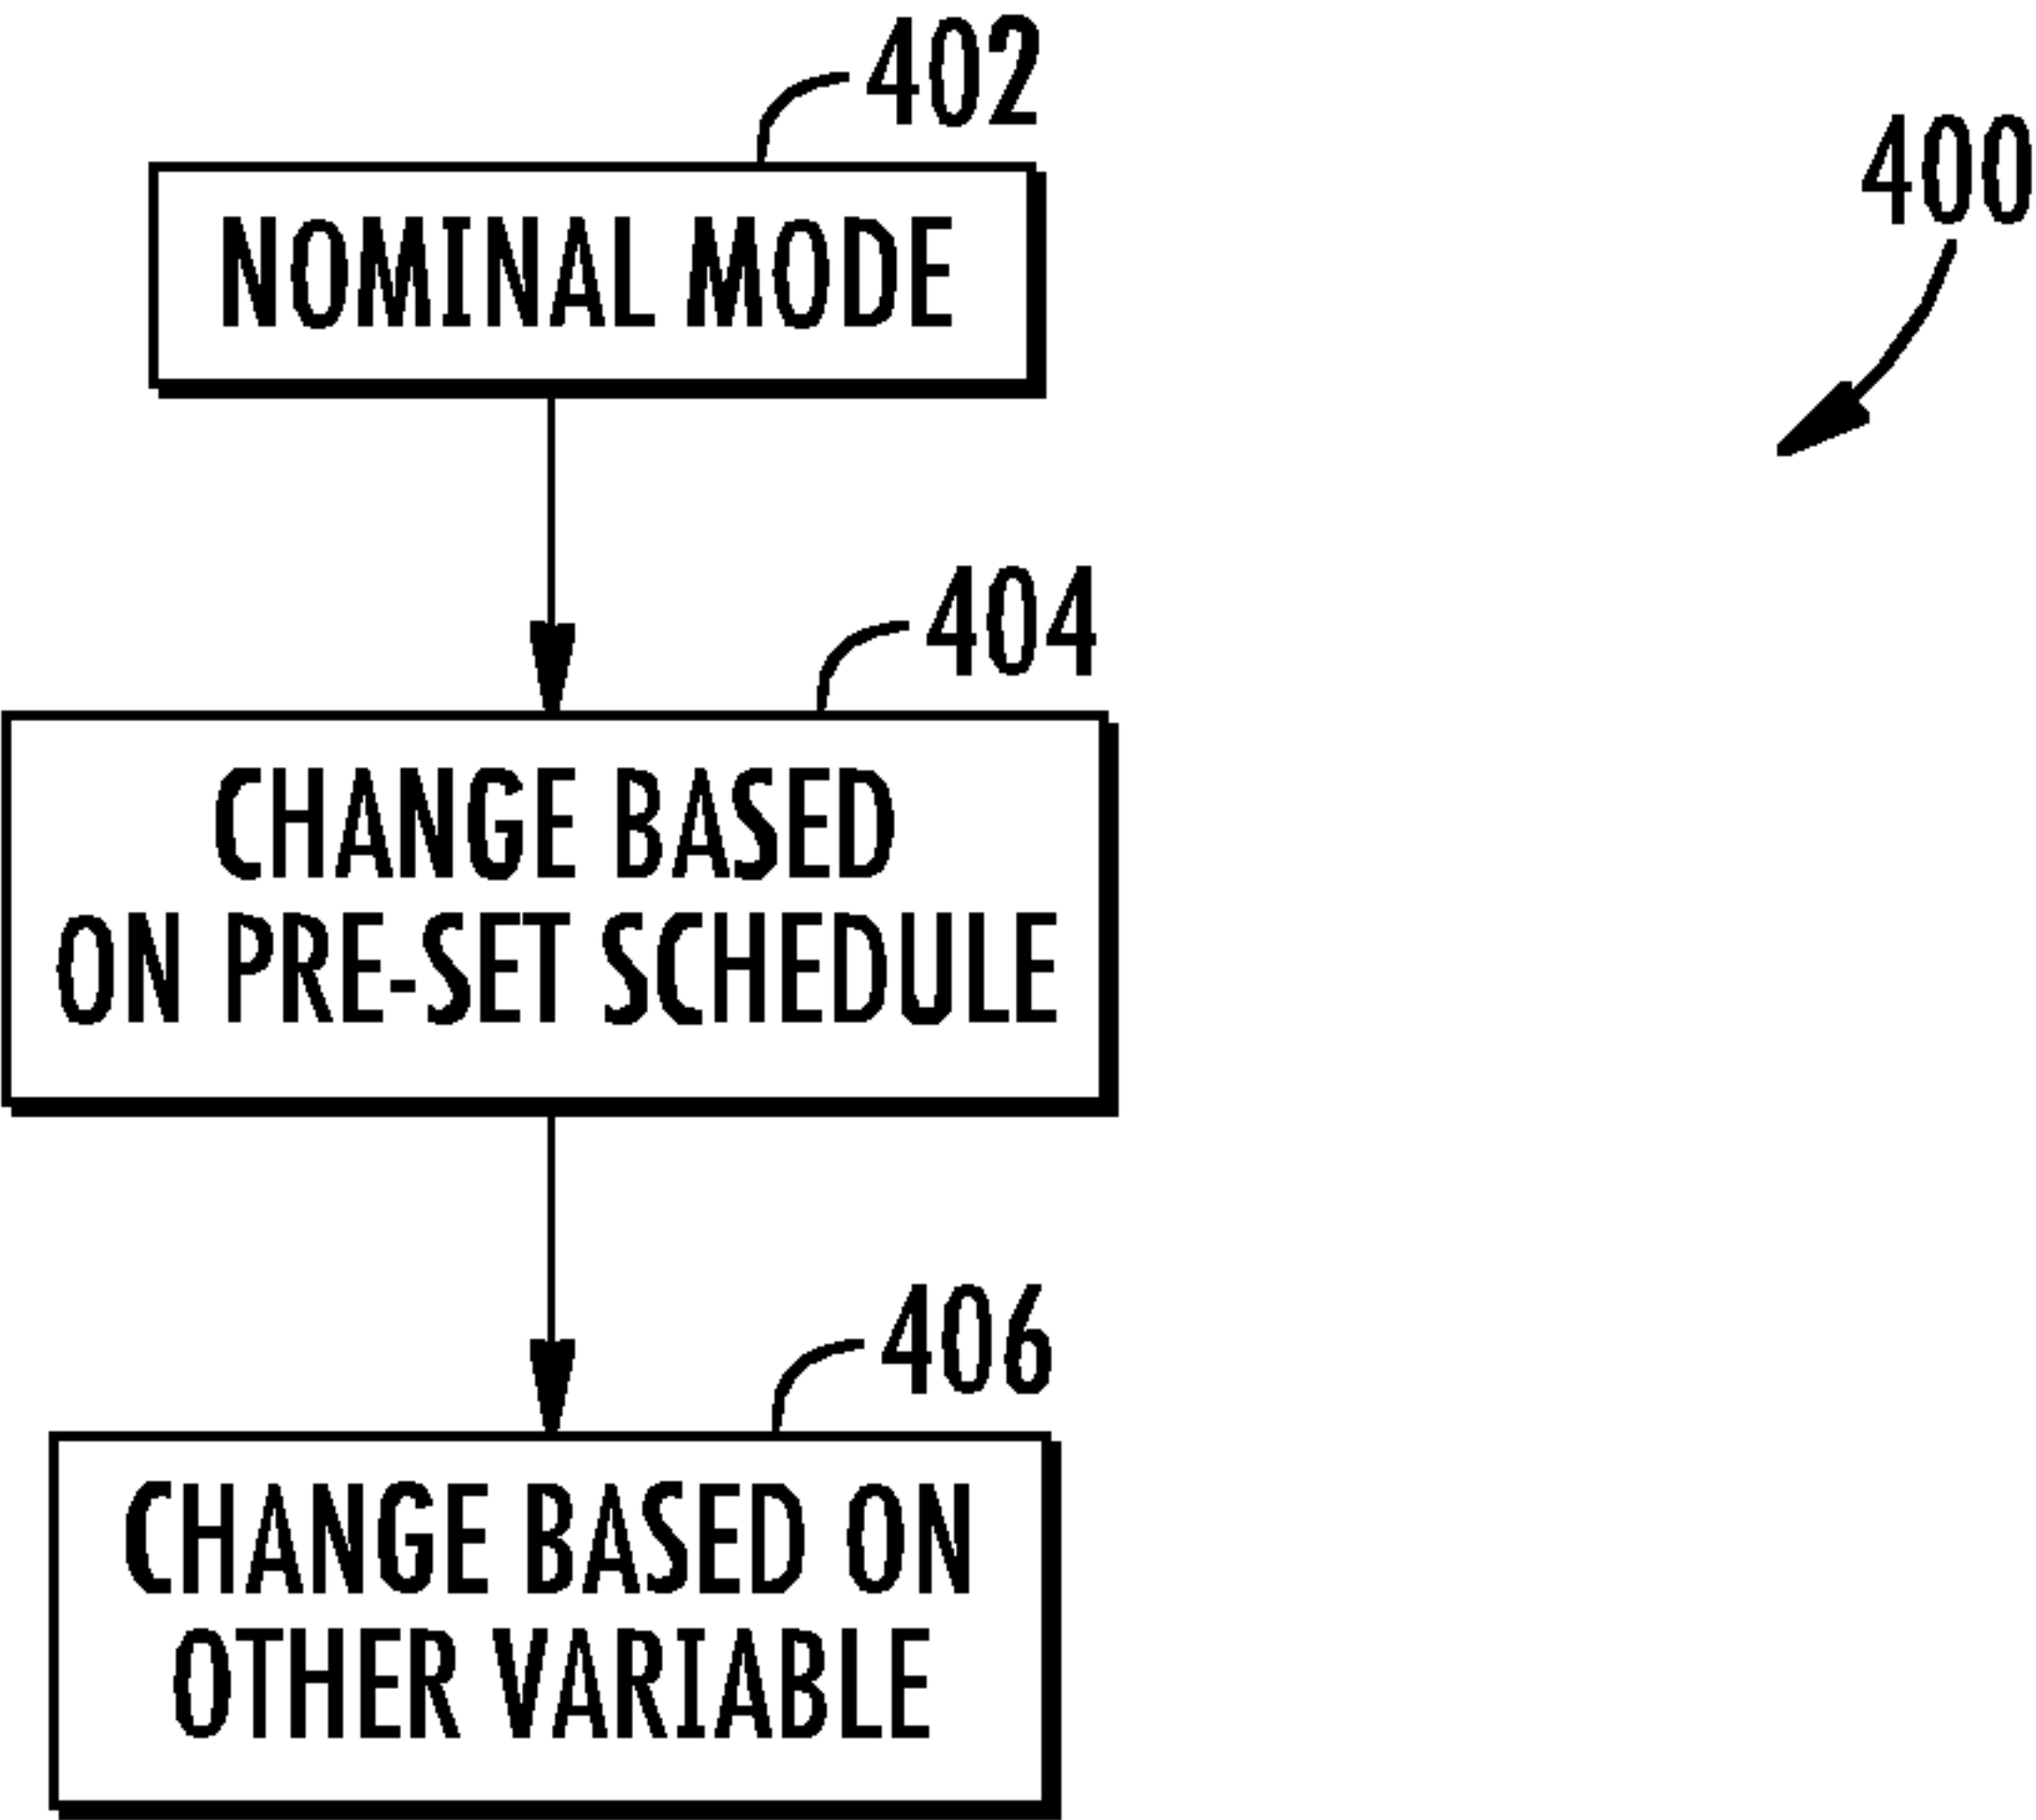 402
400
NOMINAL MODE
404
CHANGE BASED
ON PRE-SET SCHEDULE
406
CHANGE BASED ON
OTHER VARIABLE